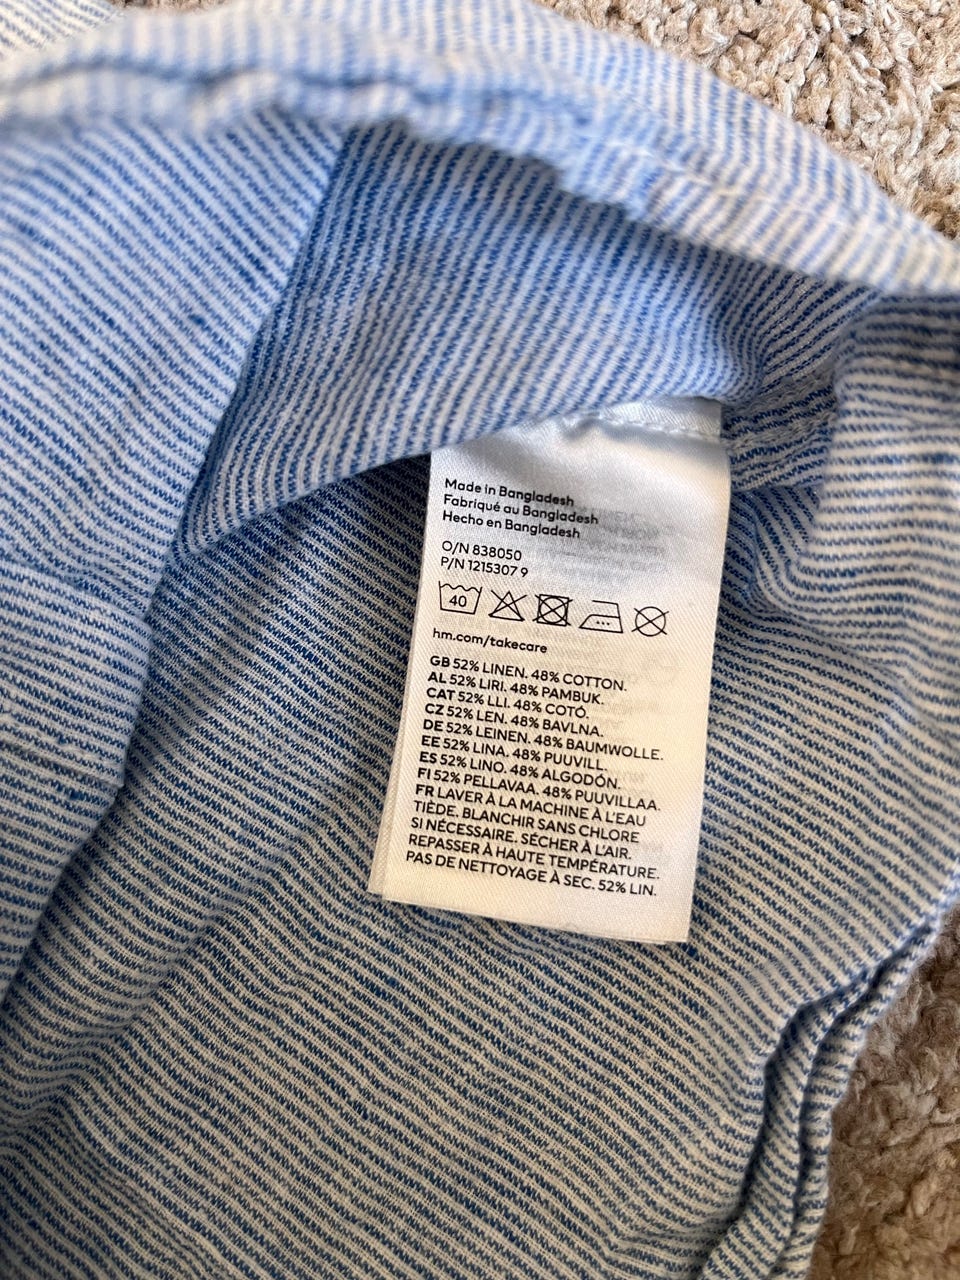 Made in Bangladesh
Fabriqué au Bangladesh
Hecho en Bangladesh
O/N 838050
P/N 1215307 9
40
hm.com/takecare
GB 52% LINEN. 48% COTTON.
AL 52% LIRI. 48% PAMBUK.
CAT 52% LLI. 48% COTÓ.
CZ 52% LEN. 48% BAVLNA.
DE 52% LEINEN. 48% BAUMWOLLE.
EE 52% LINA. 48% PUUVILL.
ES 52% LINO. 48% ALGODÓN.
FI 52% PELLAVAA. 48% PUUVILLAA.
FR LAVER À LA MACHINE À L'EAU
TIÈDE. BLANCHIR SANS CHLORE
SI NÉCESSAIRE. SÉCHER À L'AIR.
REPASSER À HAUTE TEMPÉRATURE.
PAS DE NETTOYAGE À SEC. 52% LIN.